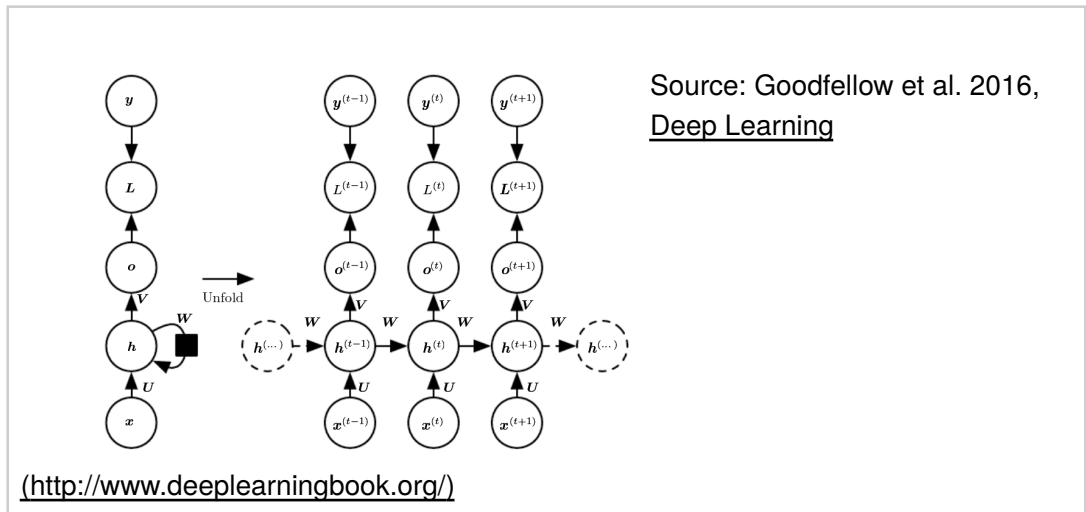 y y^(t−1) y^(t) y^(t+1)
Source: Goodfellow et al. 2016,
Deep Learning
L L^(t−1) L^(t) L^(t+1)
o o^(t−1) o^(t) o^(t+1)
Unfold
V V V V
W W W W W
h h^(...) h^(t−1) h^(t) h^(t+1) h^(...)
U U U U
x x^(t−1) x^(t) x^(t+1)
(http://www.deeplearningbook.org/)